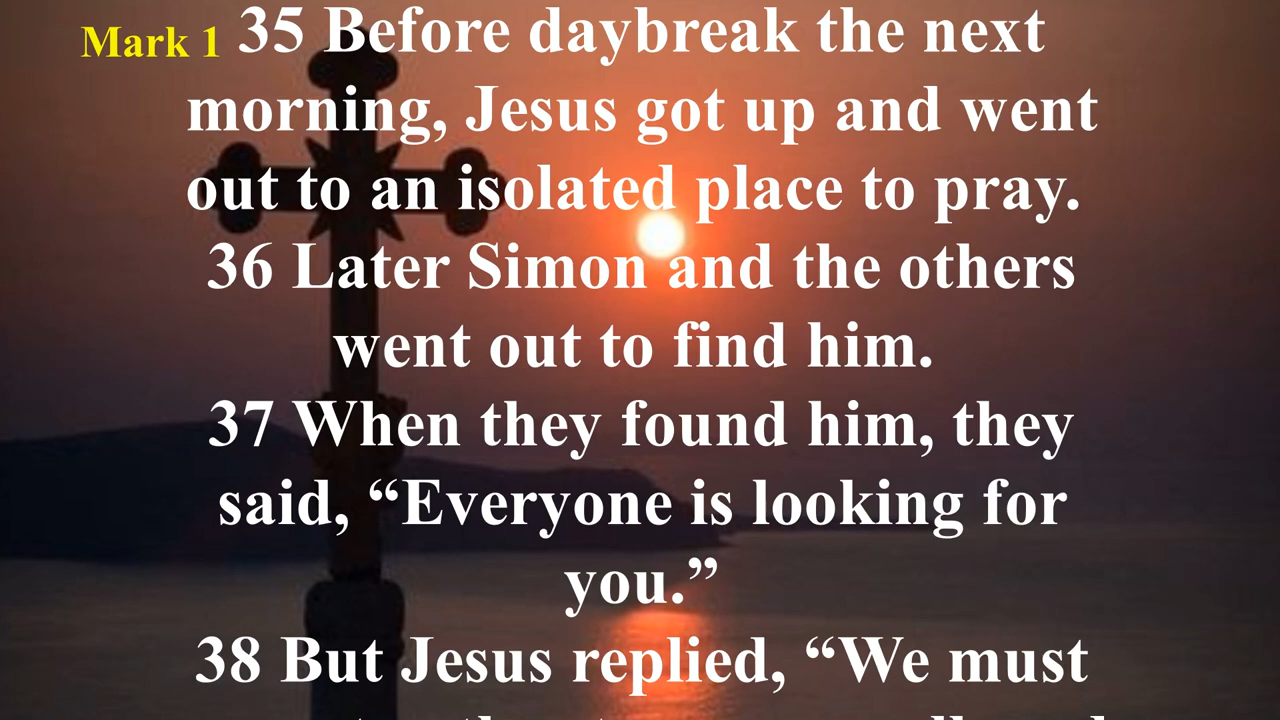 Mark 1 35 Before daybreak the next
morning, Jesus got up and went
out to an isolated place to pray.
36 Later Simon and the others
went out to find him.
37 When they found him, they
said, “Everyone is looking for
you.”
38 But Jesus replied, “We must